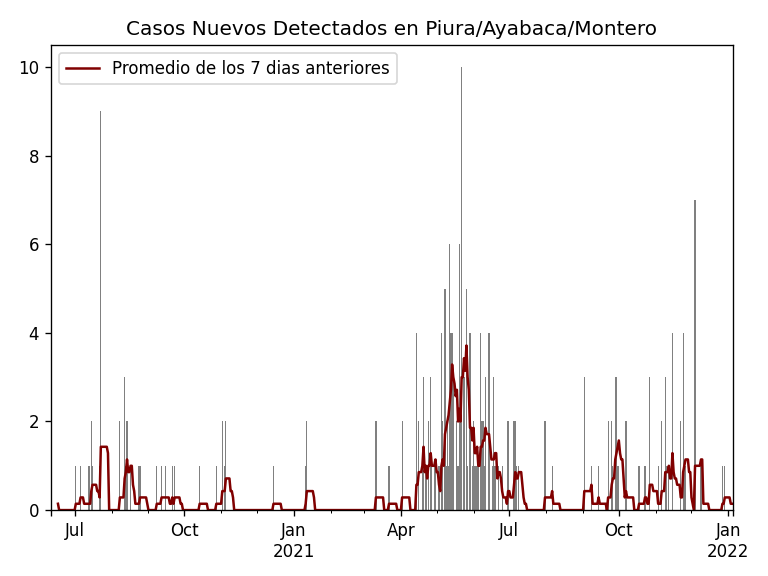 Casos Nuevos Detectados en Piura/Ayabaca/Montero
Promedio de los 7 dias anteriores
10
8
6
4
2
0
Jul
Oct
Jan
2021
Apr
Jul
Oct
Jan
2022